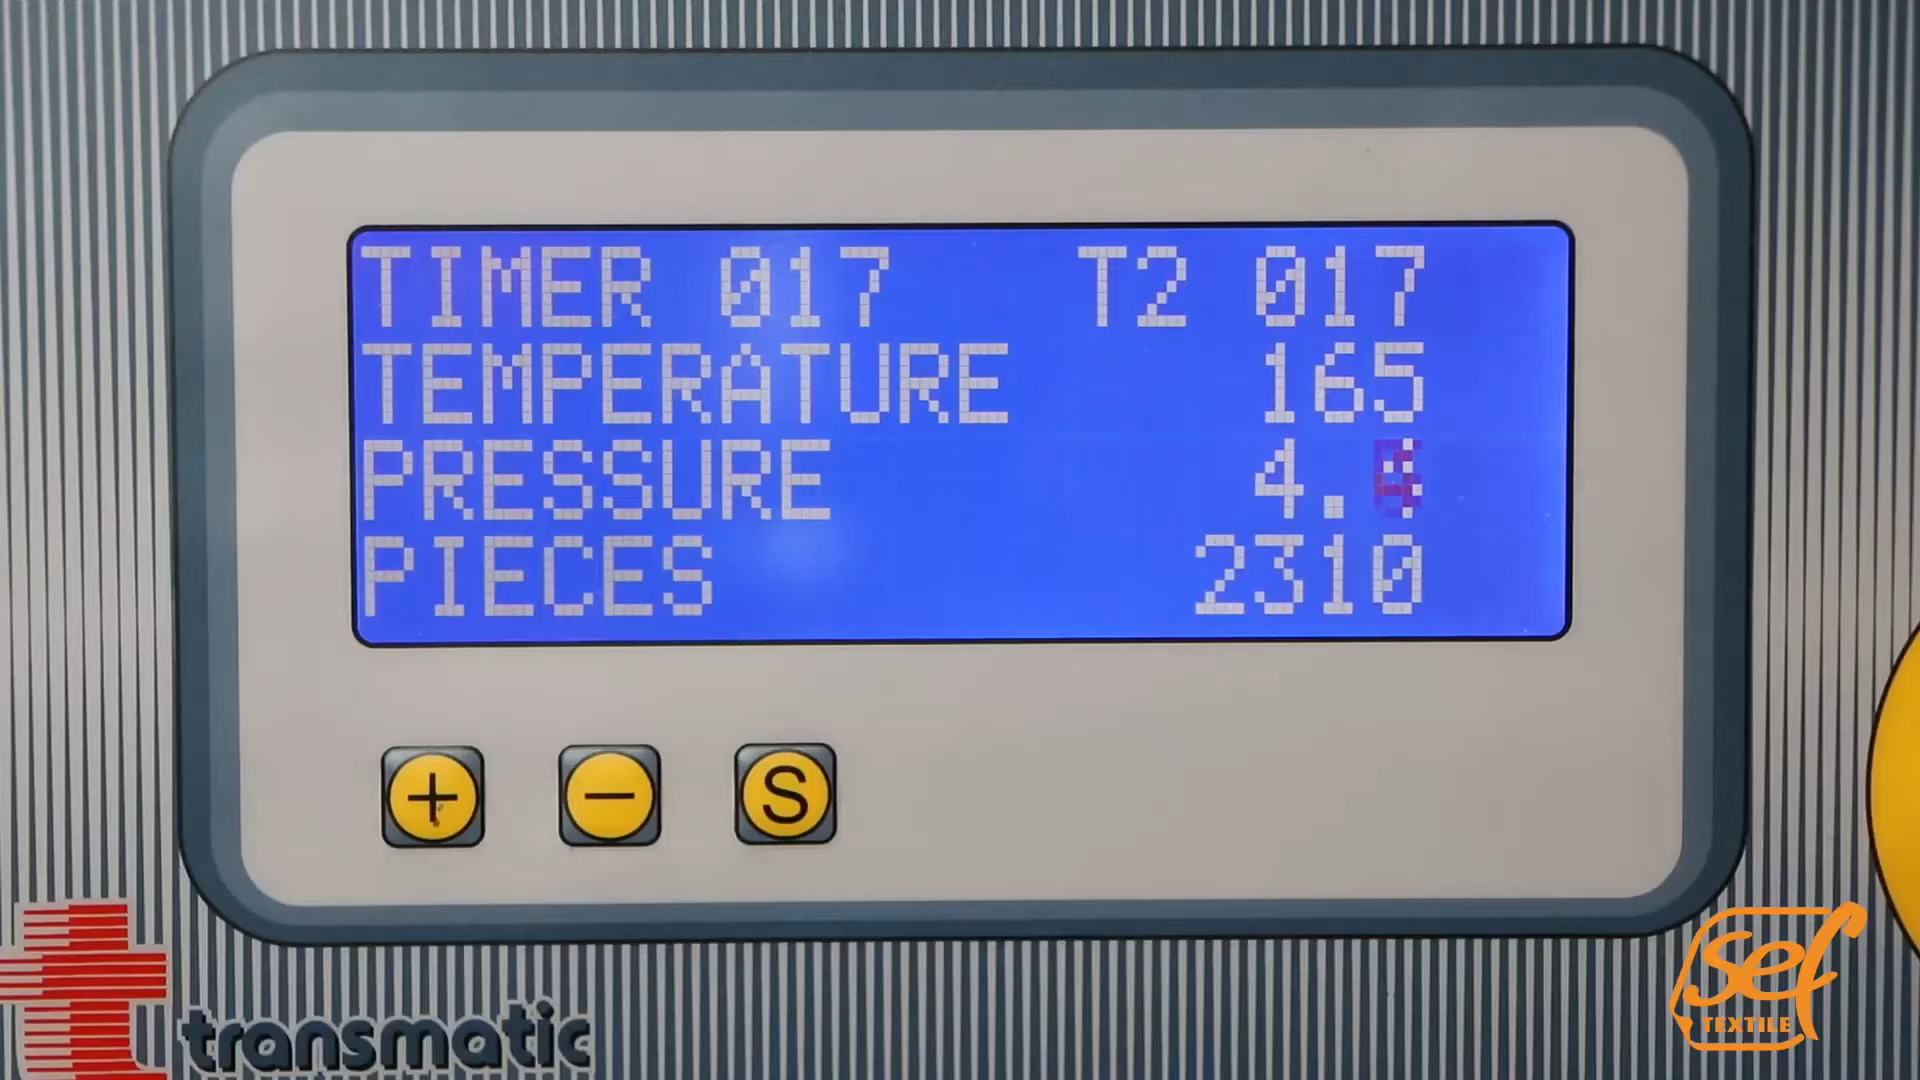 TIMER 017 T2 017
TEMPERATURE 165
PRESSURE 4.
PIECES 2310
+ - S
transmatic
sef
TEXTILE